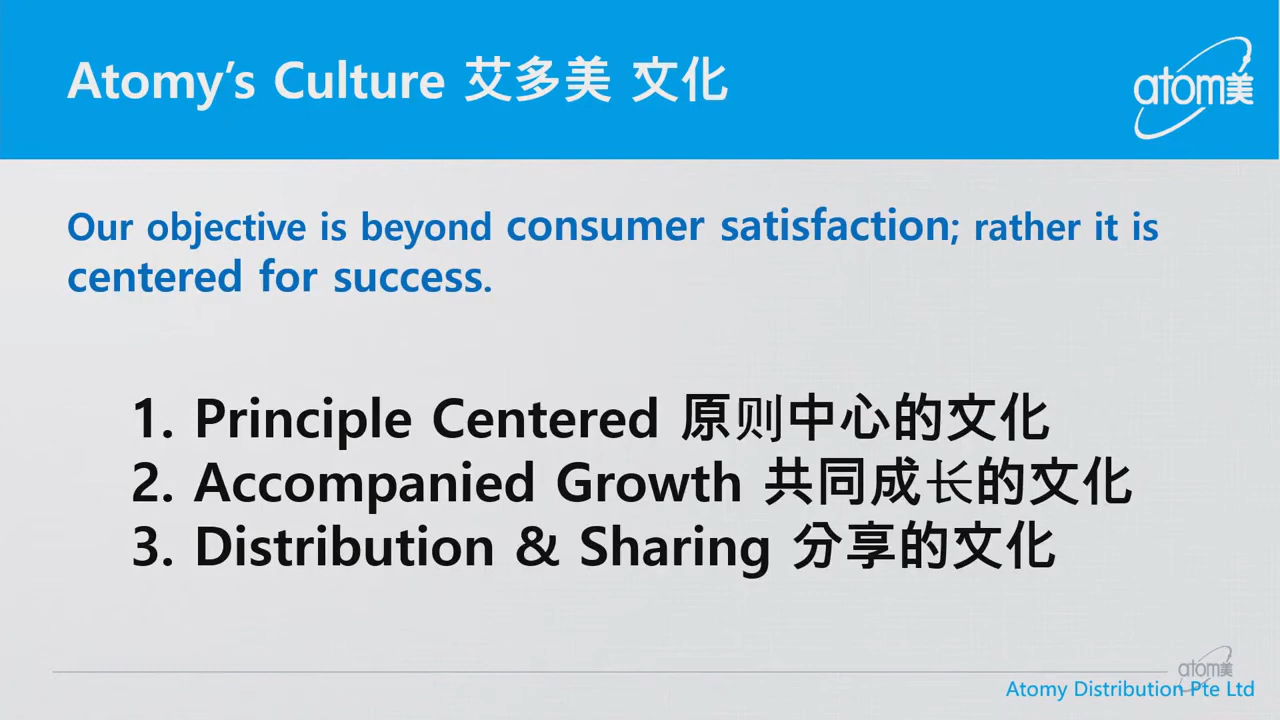 Atomy’s Culture 艾多美 文化
atom美
Our objective is beyond consumer satisfaction; rather it is
centered for success.
1. Principle Centered 原则中心的文化
2. Accompanied Growth 共同成长的文化
3. Distribution & Sharing 分享的文化
atom美
Atomy Distribution Pte Ltd